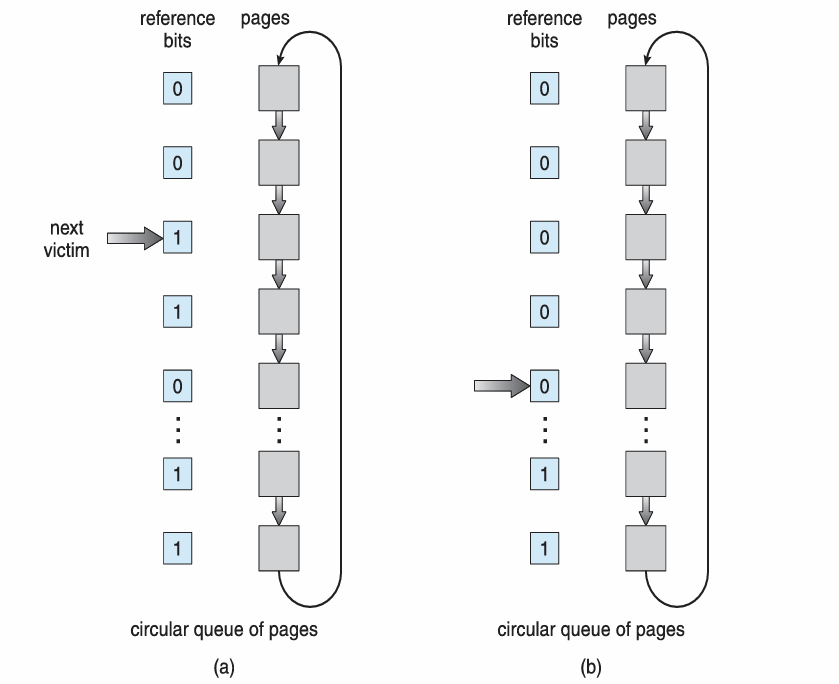 reference bits
pages
0
0
next victim
1
1
0
1
1
circular queue of pages
(a)
reference bits
pages
0
0
0
0
0
1
1
circular queue of pages
(b)